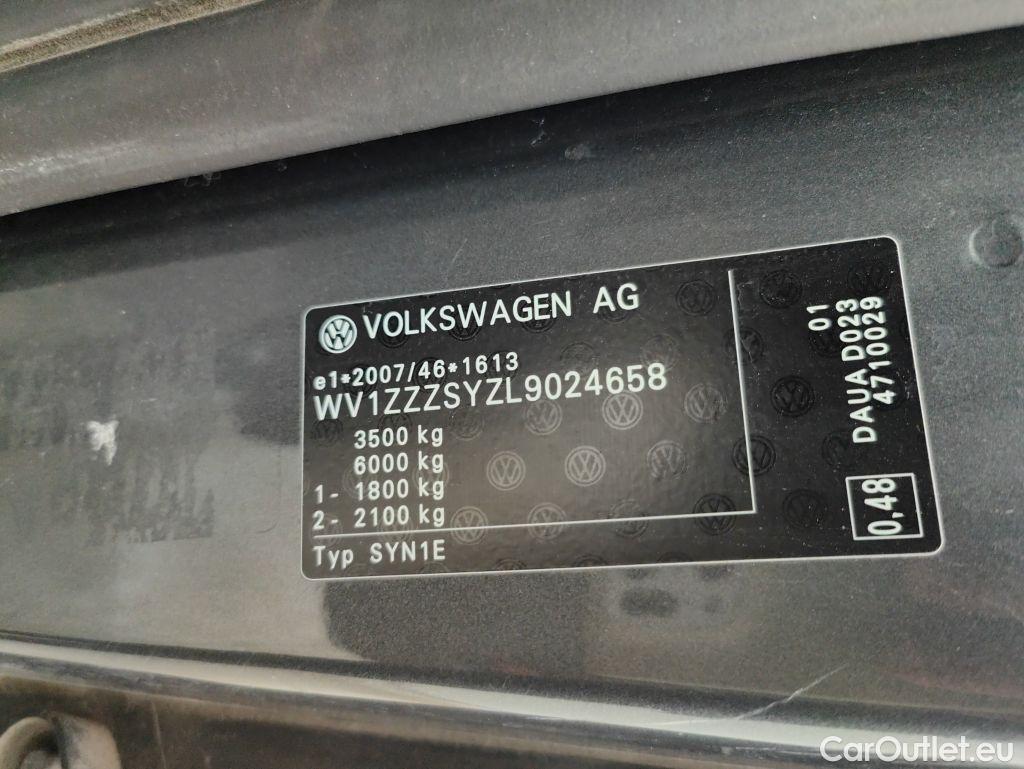 VOLKSWAGEN AG
e1*2007/46*1613
WV1ZZZSYZL9024658
3500 kg
6000 kg
1- 1800 kg
2- 2100 kg
Typ SYN1E
01
DAUA D023
4710029
0,48
CarOutlet.eu